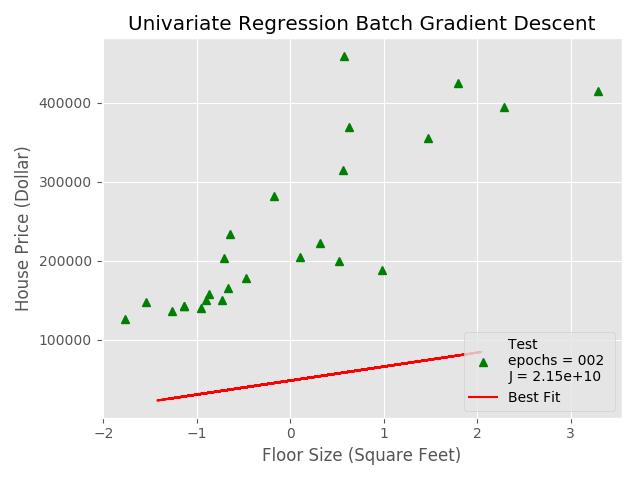 Univariate Regression Batch Gradient Descent
House Price (Dollar)
400000
300000
200000
100000
Test
epochs = 002
J = 2.15e+10
Best Fit
−2
−1
0
1
2
3
Floor Size (Square Feet)